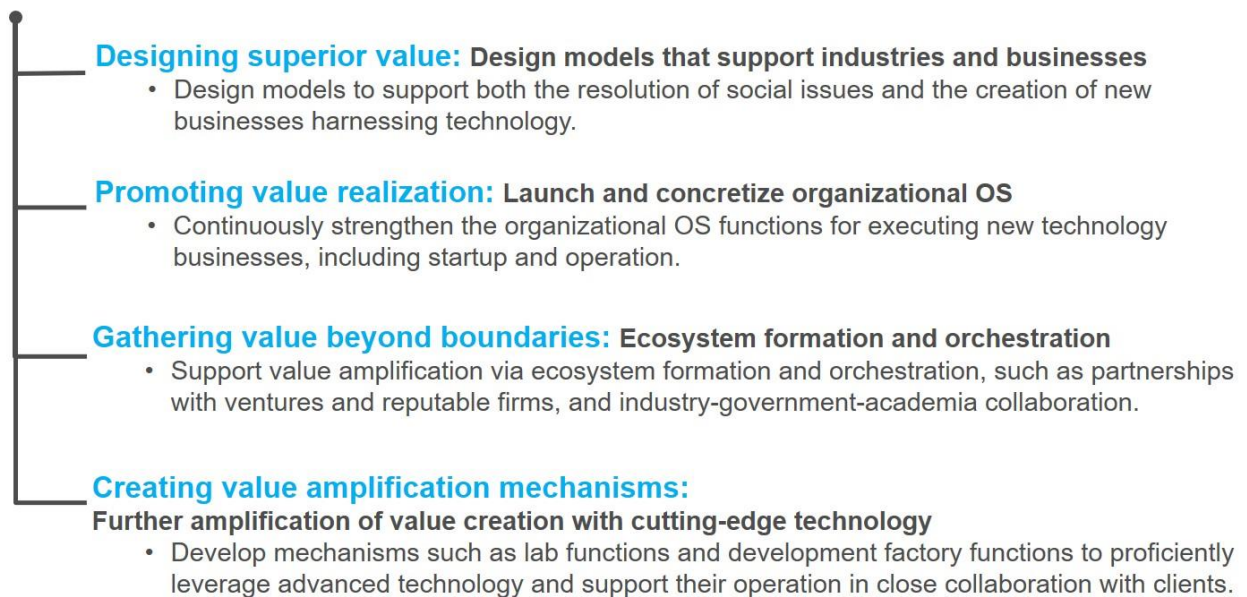 Designing superior value: Design models that support industries and businesses
• Design models to support both the resolution of social issues and the creation of new
businesses harnessing technology.
Promoting value realization: Launch and concretize organizational OS
• Continuously strengthen the organizational OS functions for executing new technology
businesses, including startup and operation.
Gathering value beyond boundaries: Ecosystem formation and orchestration
• Support value amplification via ecosystem formation and orchestration, such as partnerships
with ventures and reputable firms, and industry-government-academia collaboration.
Creating value amplification mechanisms:
Further amplification of value creation with cutting-edge technology
• Develop mechanisms such as lab functions and development factory functions to proficiently
leverage advanced technology and support their operation in close collaboration with clients.